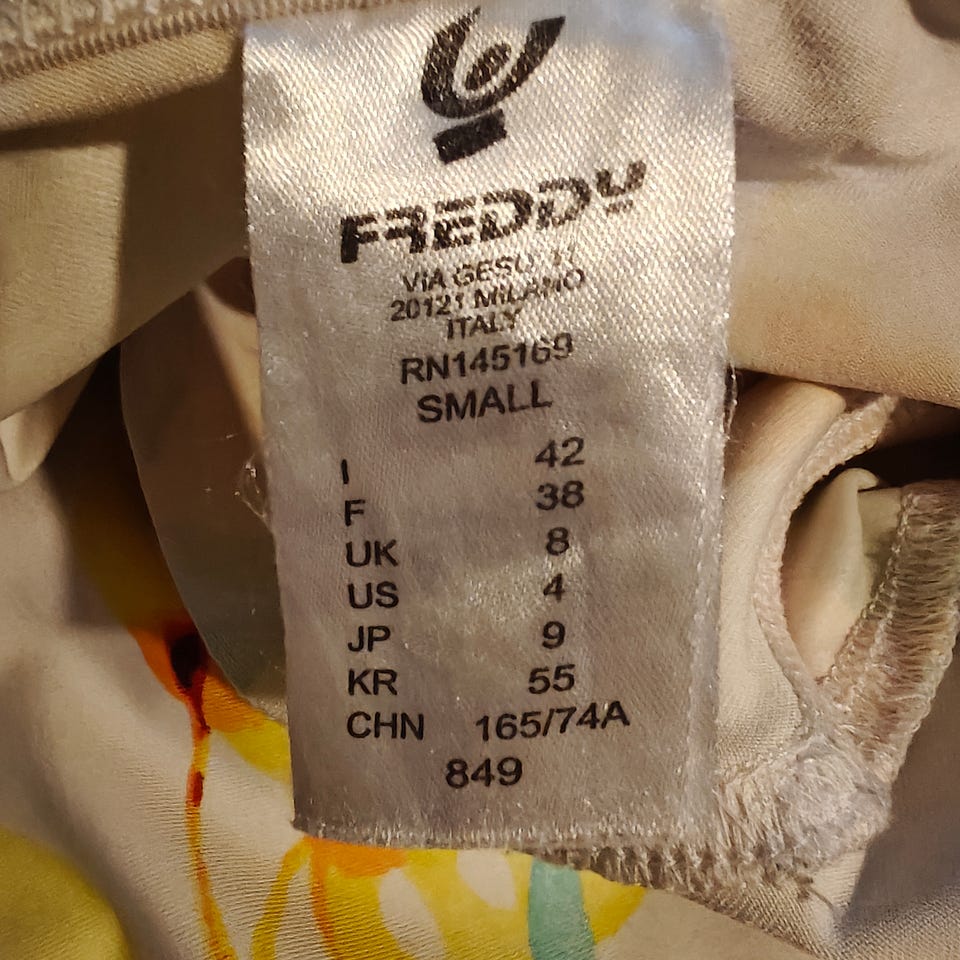 FREDDY
VIA GESU, 17
20121 MILANO
ITALY
RN145169
SMALL
I 42
F 38
UK 8
US 4
JP 9
KR 55
CHN 165/74A
849